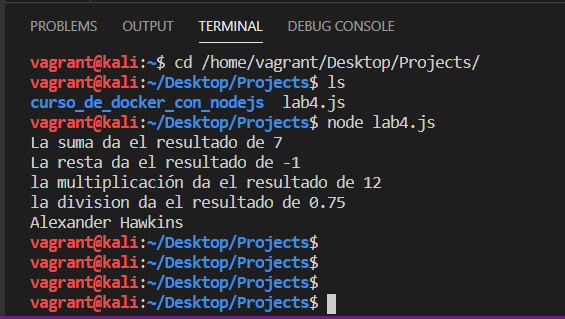 PROBLEMS OUTPUT TERMINAL DEBUG CONSOLE
vagrant@kali:~$ cd /home/vagrant/Desktop/Projects/
vagrant@kali:~/Desktop/Projects$ ls
curso_de_docker_con_nodejs lab4.js
vagrant@kali:~/Desktop/Projects$ node lab4.js
La suma da el resultado de 7
La resta da el resultado de -1
la multiplicación da el resultado de 12
la division da el resultado de 0.75
Alexander Hawkins
vagrant@kali:~/Desktop/Projects$
vagrant@kali:~/Desktop/Projects$
vagrant@kali:~/Desktop/Projects$
vagrant@kali:~/Desktop/Projects$